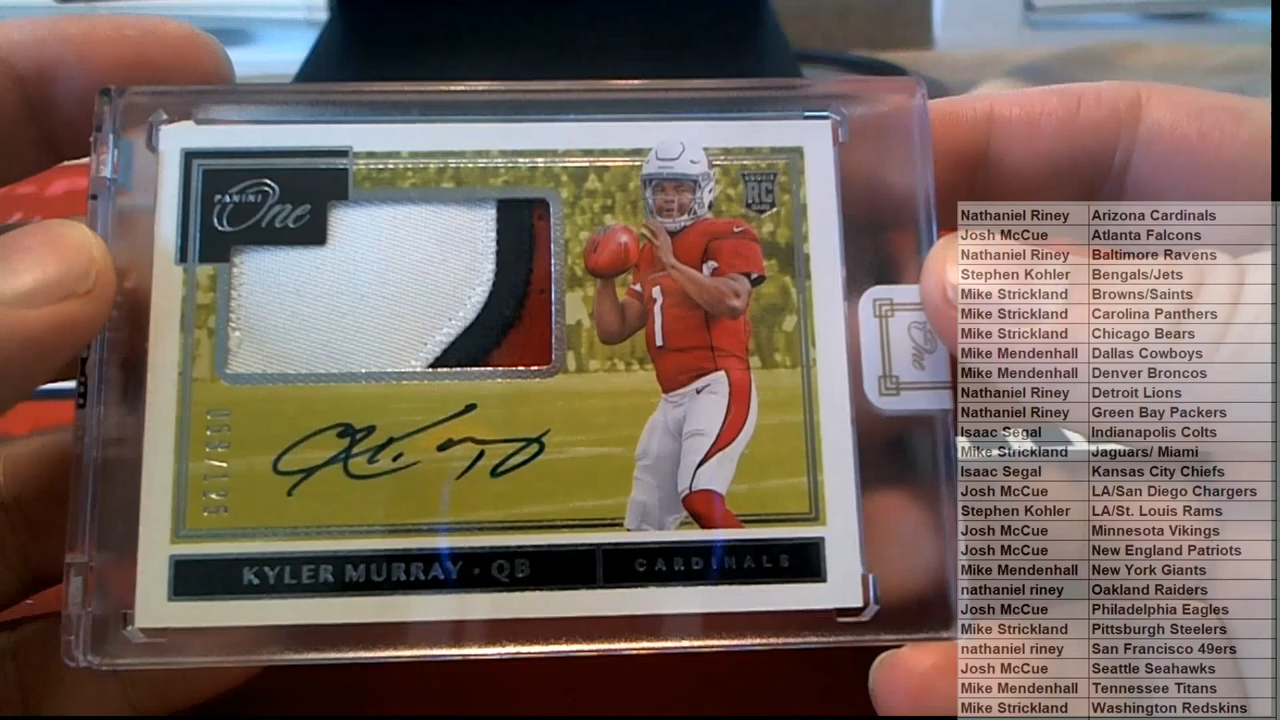 PANINI
One
ROOKIE
RC
CARD
1
KYLER MURRAY · QB
CARDINALS
One
Nathaniel Riney Arizona Cardinals
Josh McCue Atlanta Falcons
Nathaniel Riney Baltimore Ravens
Stephen Kohler Bengals/Jets
Mike Strickland Browns/Saints
Mike Strickland Carolina Panthers
Mike Strickland Chicago Bears
Mike Mendenhall Dallas Cowboys
Mike Mendenhall Denver Broncos
Nathaniel Riney Detroit Lions
Nathaniel Riney Green Bay Packers
Isaac Segal Indianapolis Colts
Mike Strickland Jaguars/ Miami
Isaac Segal Kansas City Chiefs
Josh McCue LA/San Diego Chargers
Stephen Kohler LA/St. Louis Rams
Josh McCue Minnesota Vikings
Josh McCue New England Patriots
Mike Mendenhall New York Giants
nathaniel riney Oakland Raiders
Josh McCue Philadelphia Eagles
Mike Strickland Pittsburgh Steelers
nathaniel riney San Francisco 49ers
Josh McCue Seattle Seahawks
Mike Mendenhall Tennessee Titans
Mike Strickland Washington Redskins